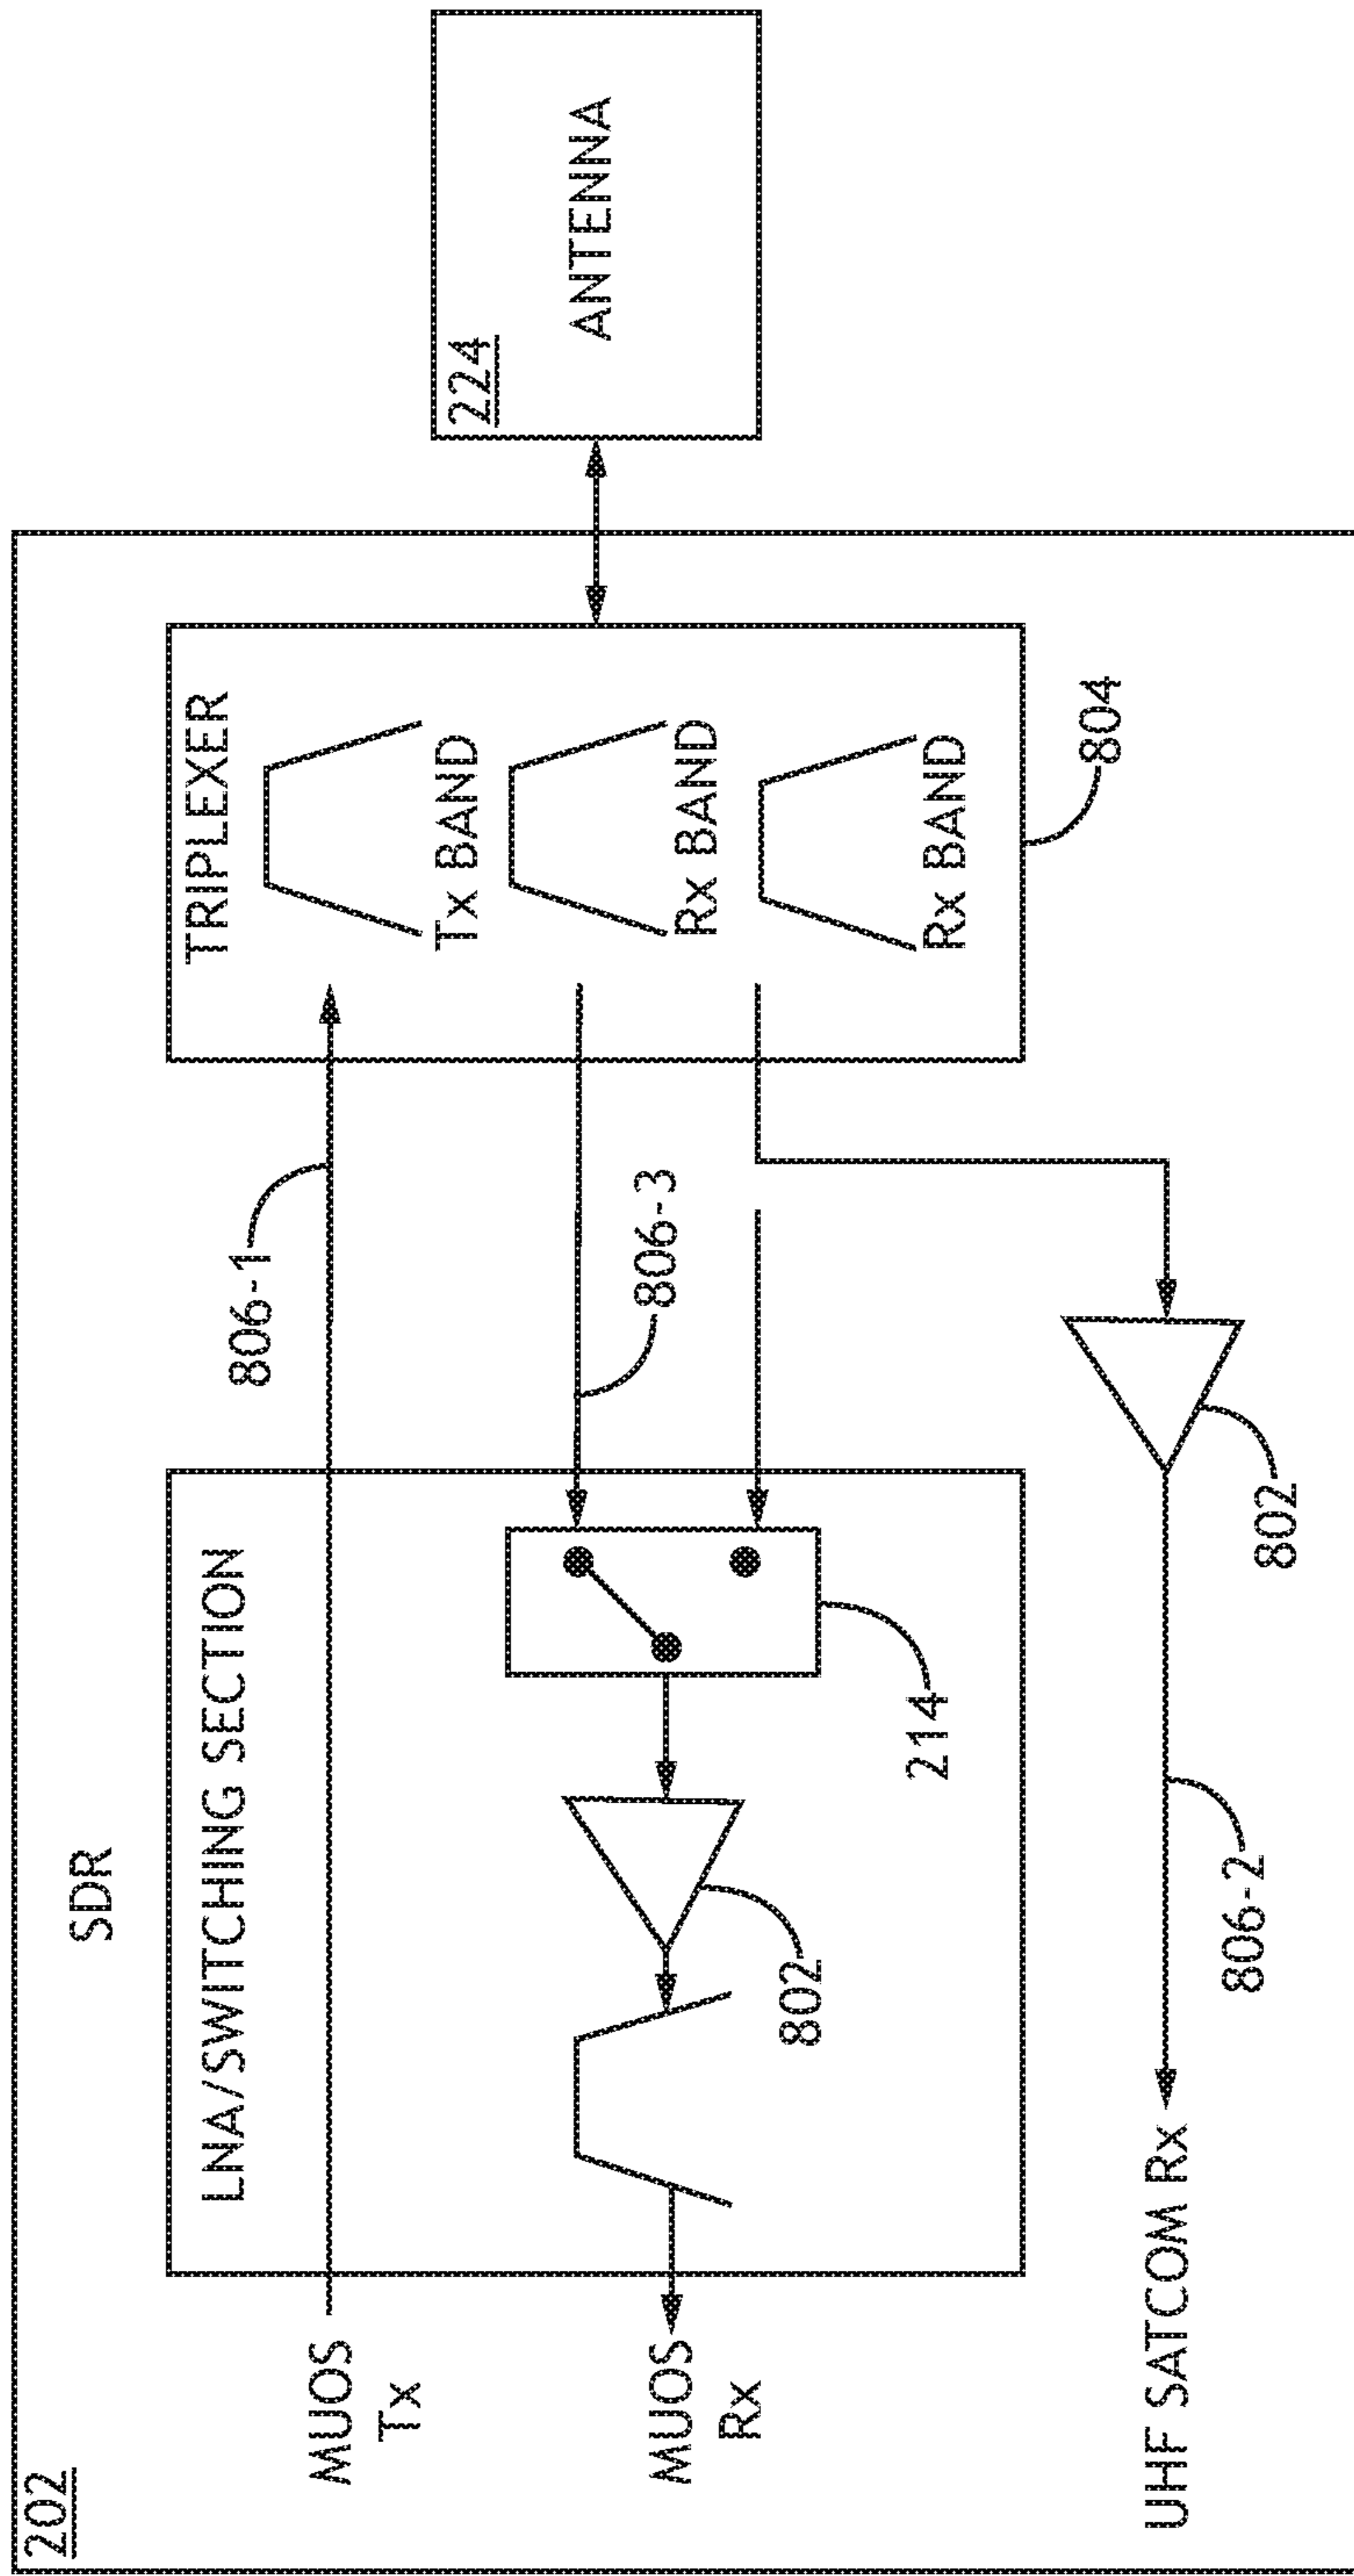 202
SDR
LNA/SWITCHING SECTION
TRIPLEXER
MUOS
Tx
806-1
Tx BAND
224
ANTENNA
MUOS
Rx
802
214
806-3
Rx BAND
Rx BAND
804
UHF SATCOM Rx
806-2
802